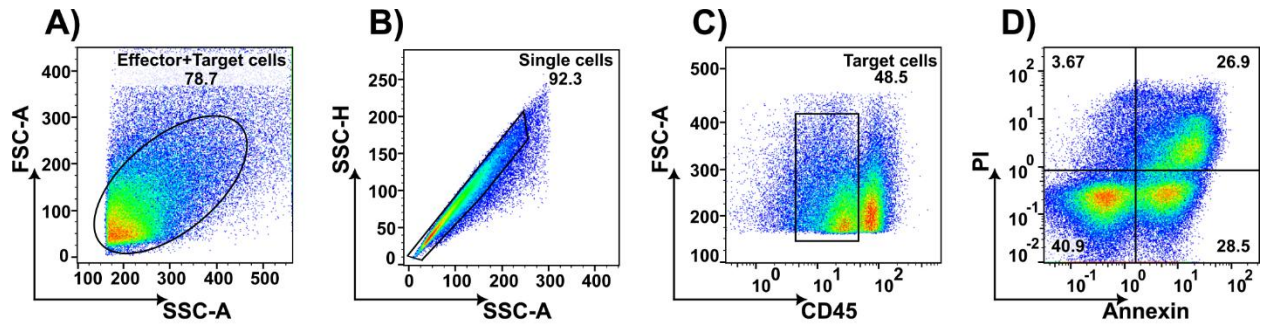 A)
Effector+Target cells
78.7
FSC-A
400
300
200
100
0
100 200 300 400 500
SSC-A
B)
Single cells
92.3
SSC-H
250
200
150
100
50
0
0 100 200 300 400
SSC-A
C)
Target cells
48.5
FSC-A
500
400
300
200
100
10^0 10^1 10^2
CD45
D)
3.67 26.9
PI
10^2
10^1
10^0
10^0
10^-1
10^-2
40.9 28.5
10^-1 10^0 10^1 10^2
Annexin